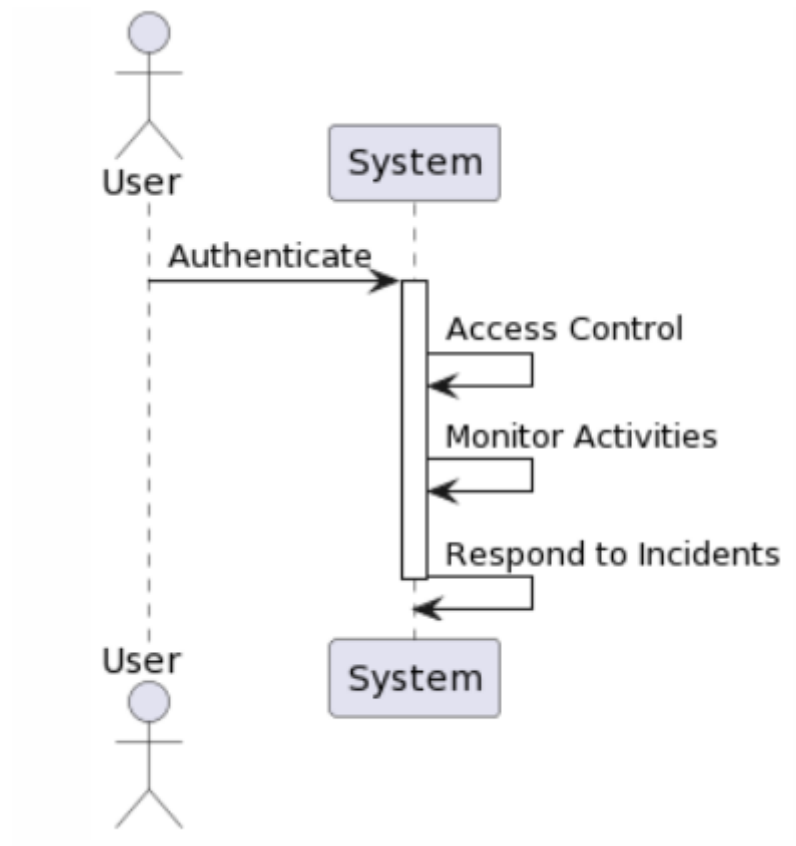 User
System
Authenticate
Access Control
Monitor Activities
Respond to Incidents
User
System